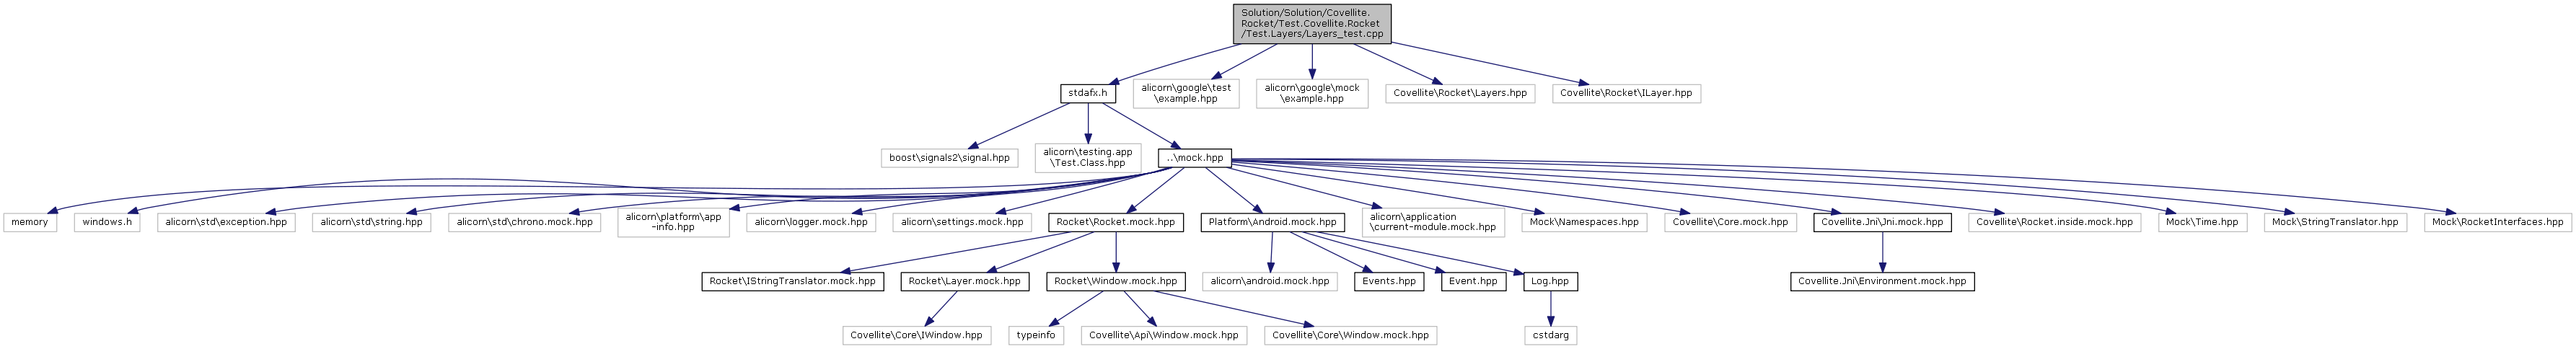 Solution/Solution/Covellite.
Rocket/Test.Covellite.Rocket
/Test.Layers/Layers_test.cpp
stdafx.h
alicorn\google\test
\example.hpp
alicorn\google\mock
\example.hpp
Covellite\Rocket\Layers.hpp
Covellite\Rocket\ILayer.hpp
boost\signals2\signal.hpp
alicorn\testing.app
\Test.Class.hpp
..\mock.hpp
memory
windows.h
alicorn\std\exception.hpp
alicorn\std\string.hpp
alicorn\std\chrono.mock.hpp
alicorn\platform\app
-info.hpp
alicorn\logger.mock.hpp
alicorn\settings.mock.hpp
Rocket\Rocket.mock.hpp
Platform\Android.mock.hpp
alicorn\application
\current-module.mock.hpp
Mock\Namespaces.hpp
Covellite\Core.mock.hpp
Covellite.Jni\Jni.mock.hpp
Covellite\Rocket.inside.mock.hpp
Mock\Time.hpp
Mock\StringTranslator.hpp
Mock\RocketInterfaces.hpp
Rocket\IStringTranslator.mock.hpp
Rocket\Layer.mock.hpp
Rocket\Window.mock.hpp
alicorn\android.mock.hpp
Events.hpp
Event.hpp
Log.hpp
Covellite.Jni\Environment.mock.hpp
Covellite\Core\IWindow.hpp
typeinfo
Covellite\Api\Window.mock.hpp
Covellite\Core\Window.mock.hpp
cstdarg